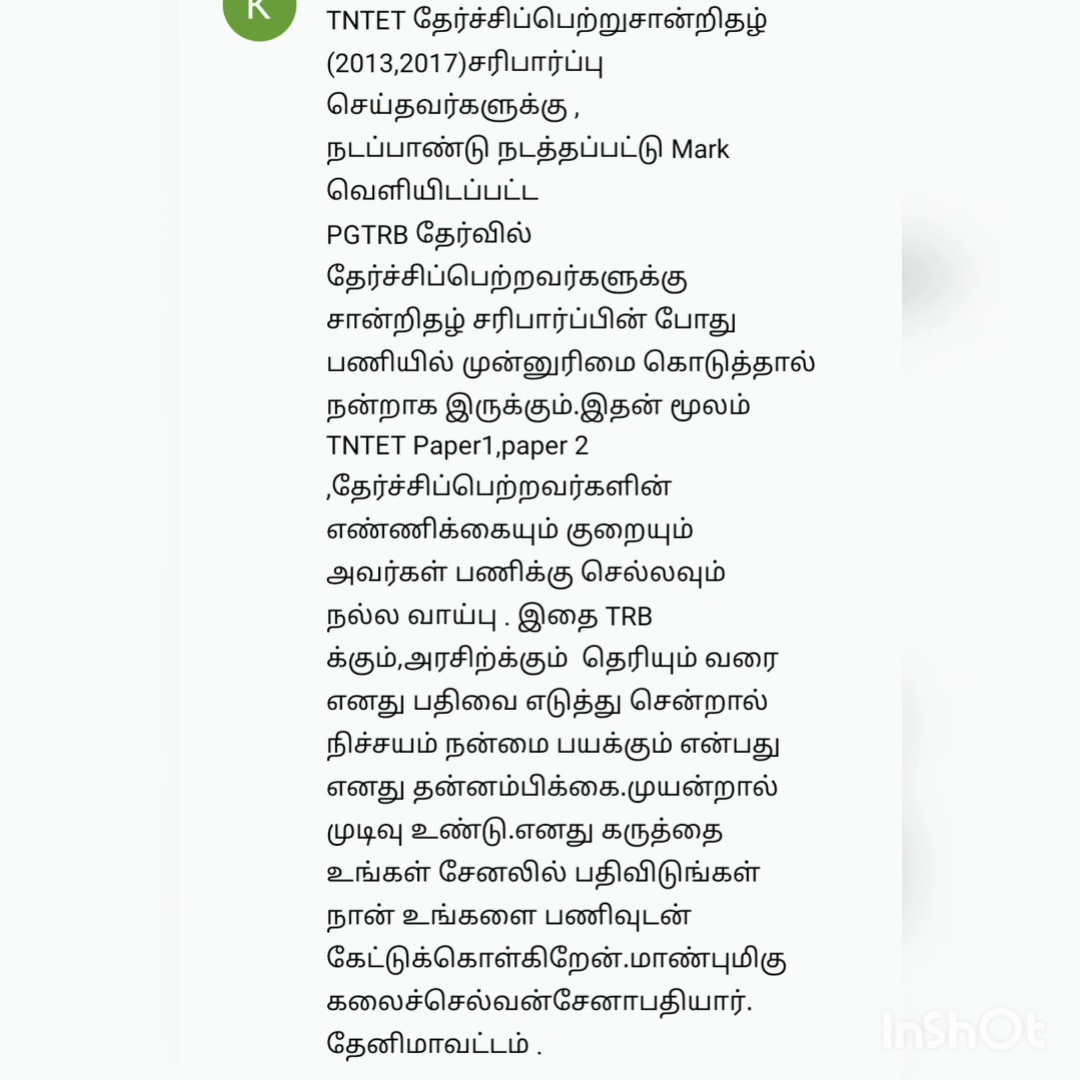 K
TNTET தேர்ச்சிப்பெற்றுசான்றிதழ்
(2013,2017)சரிபார்ப்பு
செய்தவர்களுக்கு ,
நடப்பாண்டு நடத்தப்பட்டு Mark
வெளியிடப்பட்ட
PGTRB தேர்வில்
தேர்ச்சிப்பெற்றவர்களுக்கு
சான்றிதழ் சரிபார்ப்பின் போது
பணியில் முன்னுரிமை கொடுத்தால்
நன்றாக இருக்கும்.இதன் மூலம்
TNTET Paper1,paper 2
,தேர்ச்சிப்பெற்றவர்களின்
எண்ணிக்கையும் குறையும்
அவர்கள் பணிக்கு செல்லவும்
நல்ல வாய்பு . இதை TRB
க்கும்,அரசிற்க்கும் தெரியும் வரை
எனது பதிவை எடுத்து சென்றால்
நிச்சயம் நன்மை பயக்கும் என்பது
எனது தன்னம்பிக்கை.முயன்றால்
முடிவு உண்டு.எனது கருத்தை
உங்கள் சேனலில் பதிவிடுங்கள்
நான் உங்களை பணிவுடன்
கேட்டுக்கொள்கிறேன்.மாண்புமிகு
கலைச்செல்வன்சேனாபதியார்.
தேனிமாவட்டம் .
InShOt